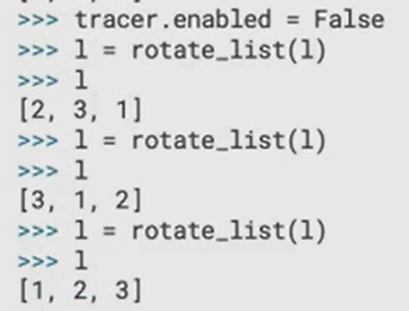 >>> tracer.enabled = False
>>> l = rotate_list(l)
>>> l
[2, 3, 1]
>>> l = rotate_list(l)
>>> l
[3, 1, 2]
>>> l = rotate_list(l)
>>> l
[1, 2, 3]